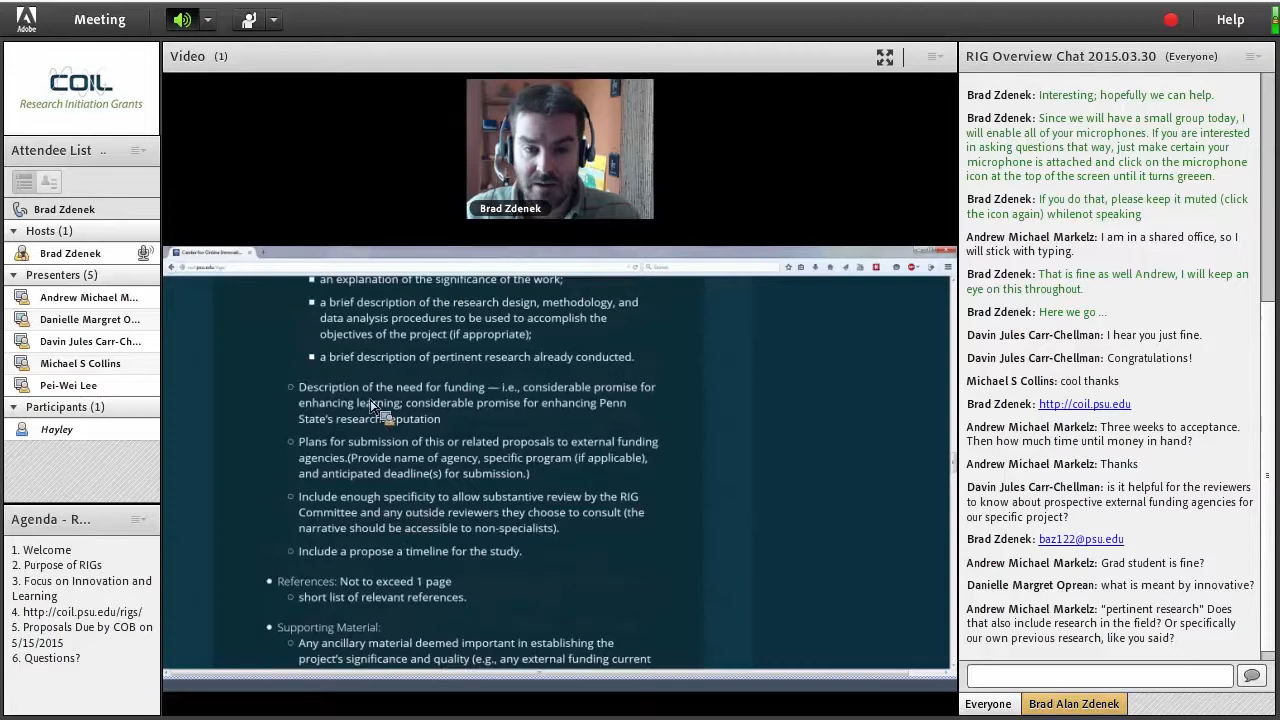 Adobe
Meeting
Help
COIL
Research Initiation Grants
Attendee List ..
Brad Zdenek
Hosts (1)
Brad Zdenek
Presenters (5)
Andrew Michael M...
Danielle Margret O...
Davin Jules Carr-Ch...
Michael S Collins
Pei-Wei Lee
Participants (1)
Hayley
Agenda - R...
1. Welcome
2. Purpose of RIGs
3. Focus on Innovation and
Learning
4. http://coil.psu.edu/rigs/
5. Proposals Due by COB on
5/15/2015
6. Questions?
Video (1)
Brad Zdenek
an explanation of the significance of the work;
a brief description of the research design, methodology, and
data analysis procedures to be used to accomplish the
objectives of the project (if appropriate);
a brief description of pertinent research already conducted.
Description of the need for funding — i.e., considerable promise for
enhancing learning; considerable promise for enhancing Penn
State's research reputation
Plans for submission of this or related proposals to external funding
agencies.(Provide name of agency, specific program (if applicable),
and anticipated deadline(s) for submission.)
Include enough specificity to allow substantive review by the RIG
Committee and any outside reviewers they choose to consult (the
narrative should be accessible to non-specialists).
Include a propose a timeline for the study.
References: Not to exceed 1 page
short list of relevant references.
Supporting Material:
Any ancillary material deemed important in establishing the
project's significance and quality (e.g., any external funding current
RIG Overview Chat 2015.03.30 (Everyone)
Brad Zdenek: Interesting; hopefully we can help.
Brad Zdenek: Since we will have a small group today, I
will enable all of your microphones. If you are interested
in asking questions that way, just make certain your
microphone is attached and click on the microphone
icon at the top of the screen until it turns greeen.
Brad Zdenek: If you do that, please keep it muted (click
the icon again) whilenot speaking
Andrew Michael Markelz: I am in a shared office, so I
will stick with typing.
Brad Zdenek: That is fine as well Andrew, I will keep an
eye on this throughout.
Brad Zdenek: Here we go ...
Davin Jules Carr-Chellman: I hear you just fine.
Davin Jules Carr-Chellman: Congratulations!
Michael S Collins: cool thanks
Brad Zdenek: http://coil.psu.edu
Andrew Michael Markelz: Three weeks to acceptance.
Then how much time until money in hand?
Andrew Michael Markelz: Thanks
Davin Jules Carr-Chellman: is it helpful for the reviewers
to know about prospective external funding agencies for
our specific project?
Brad Zdenek: baz122@psu.edu
Andrew Michael Markelz: Grad student is fine?
Danielle Margret Oprean: what is meant by innovative?
Andrew Michael Markelz: "pertinent research" Does
that also include research in the field? Or specifically
our own previous research, like you said?
Everyone
Brad Alan Zdenek